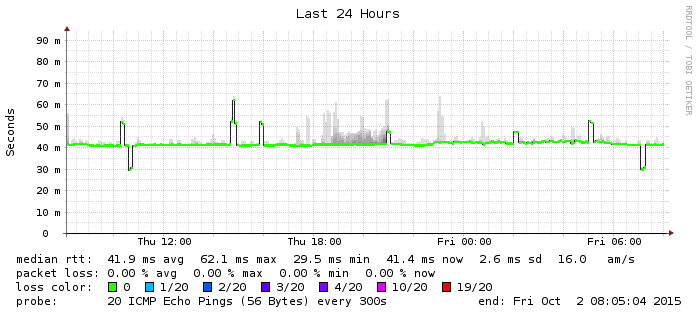 Last 24 Hours
RRDTOOL / TOBI OETIKER
Seconds
90 m
80 m
70 m
60 m
50 m
40 m
30 m
20 m
10 m
0
Thu 12:00 Thu 18:00 Fri 00:00 Fri 06:00
median rtt: 41.9 ms avg 62.1 ms max 29.5 ms min 41.4 ms now 2.6 ms sd 16.0 am/s
packet loss: 0.00 % avg 0.00 % max 0.00 % min 0.00 % now
loss color: 0 1/20 2/20 3/20 4/20 10/20 19/20
probe: 20 ICMP Echo Pings (56 Bytes) every 300s end: Fri Oct 2 08:05:04 2015